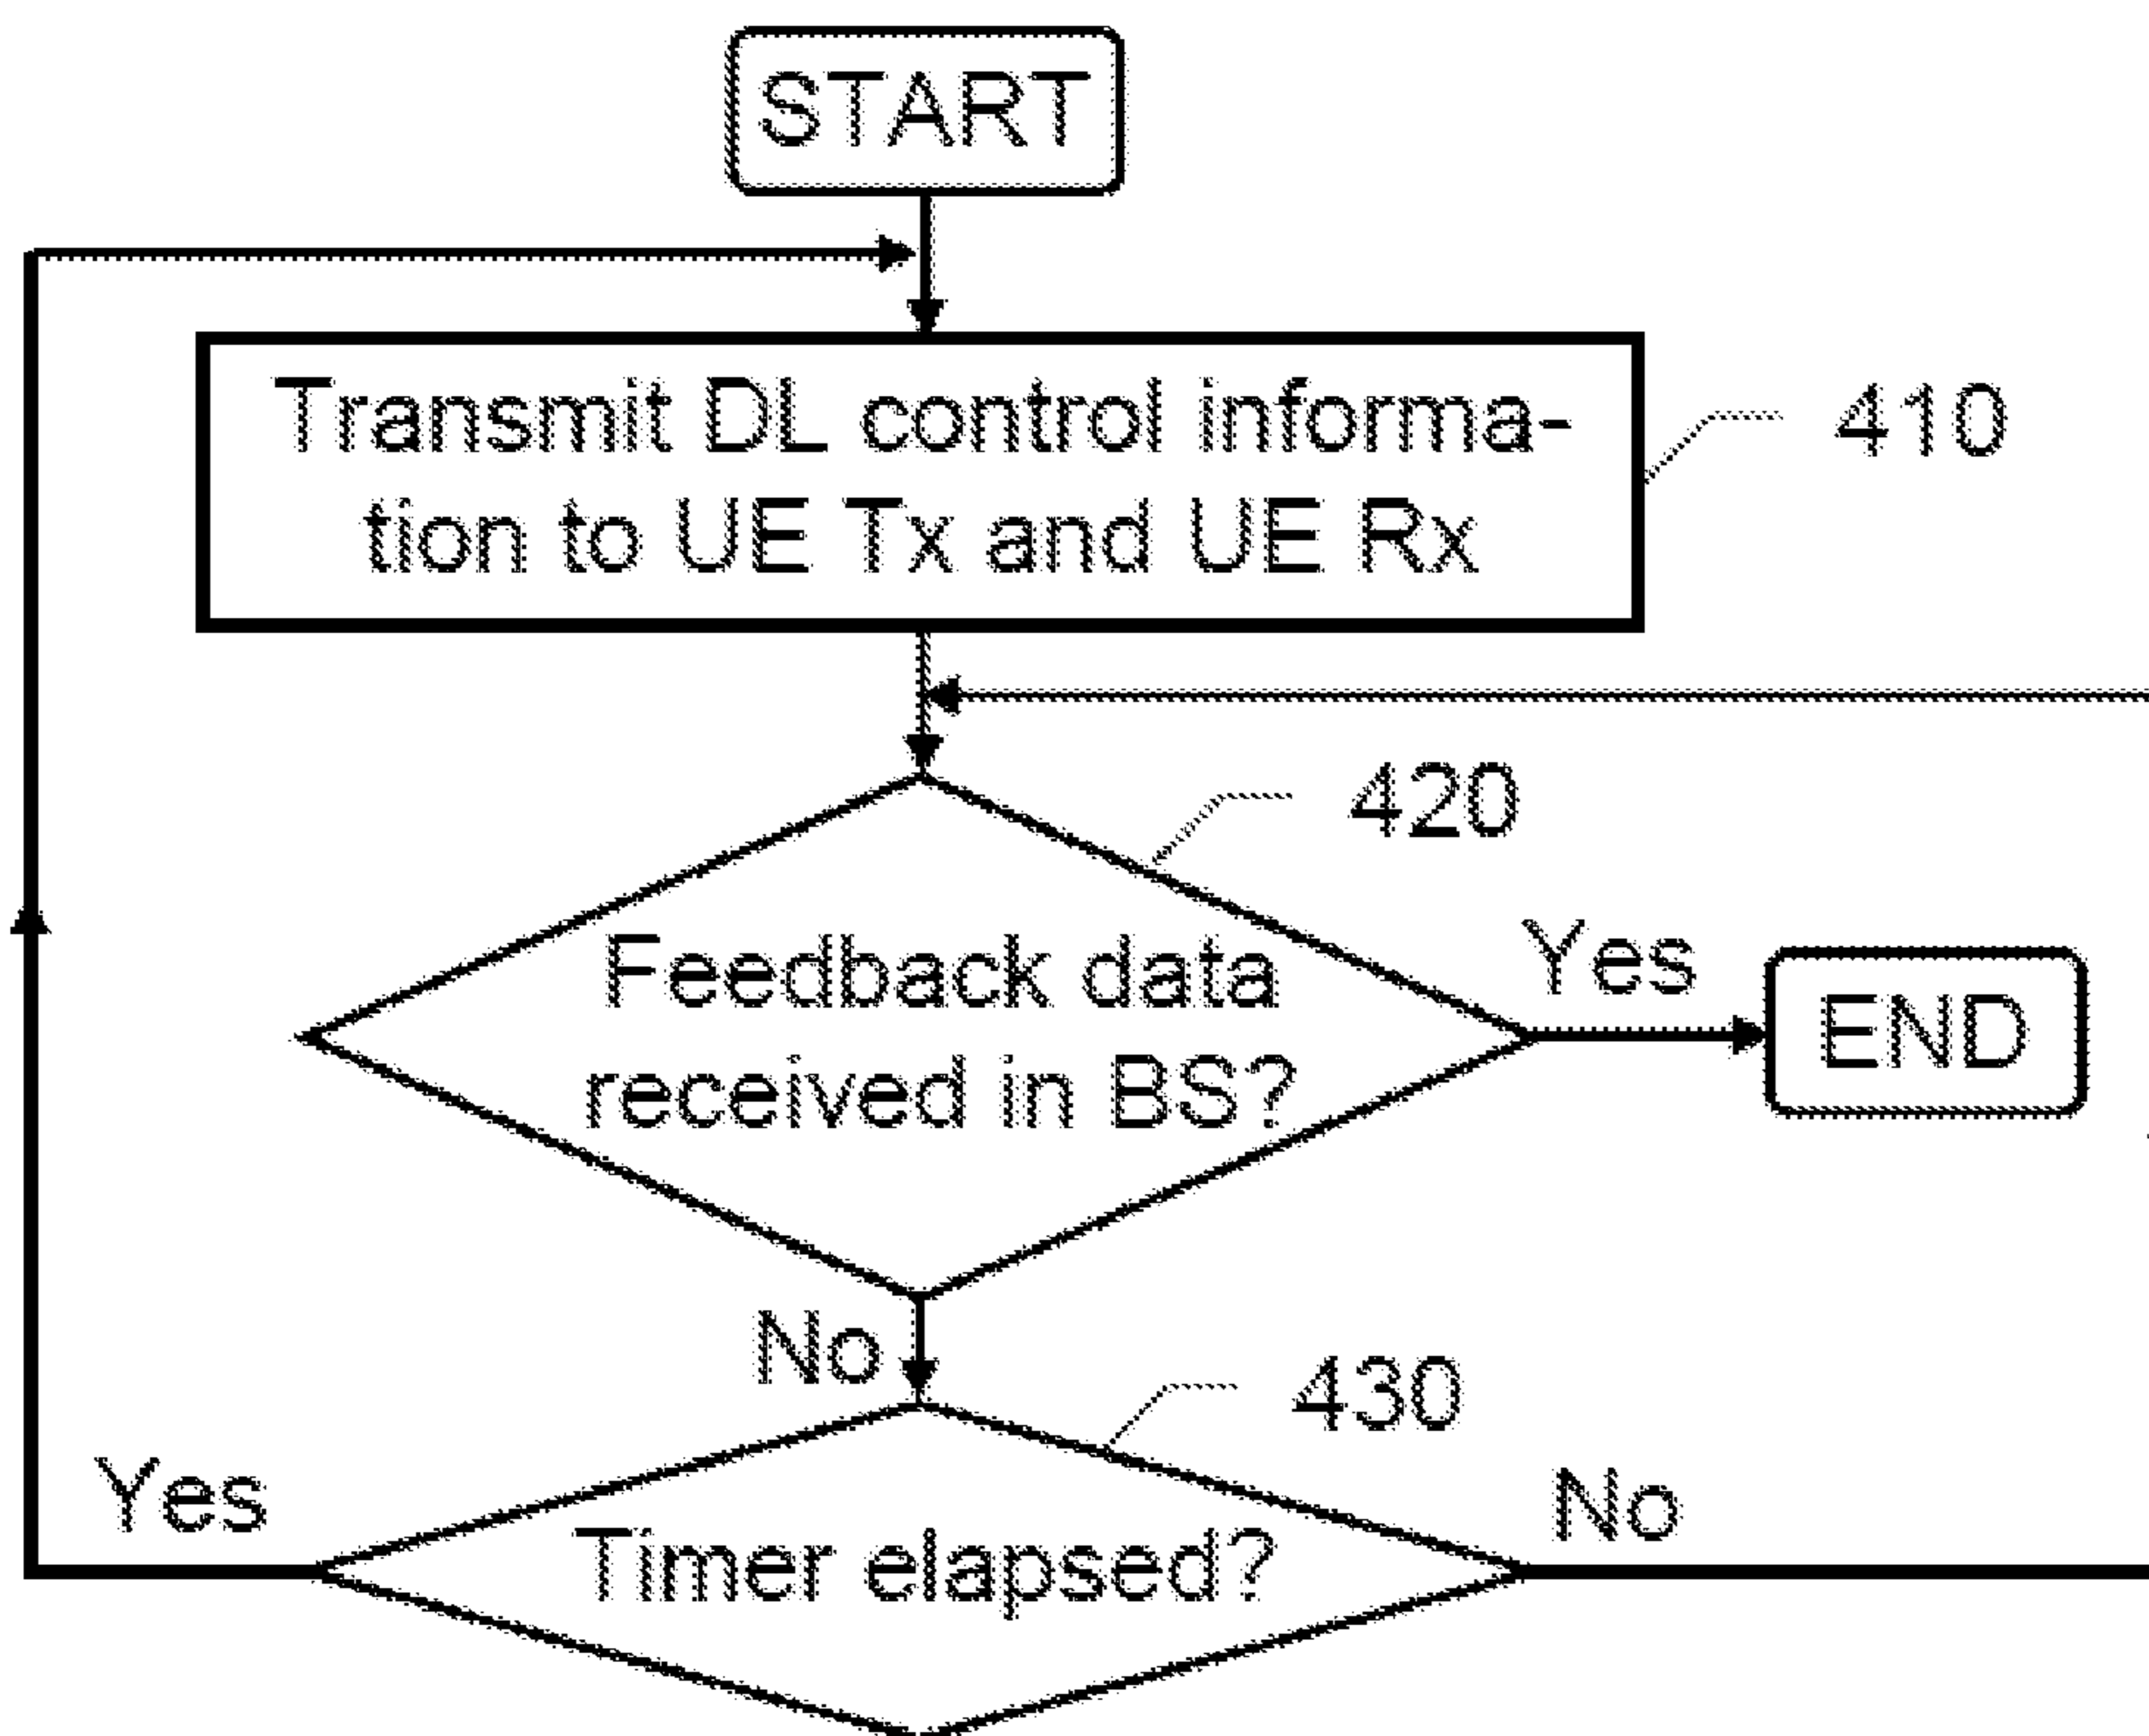 START
Transmit DL control informa-
tion to UE Tx and UE Rx
410
420
Feedback data
received in BS?
Yes
END
No
430
Yes
Timer elapsed?
No